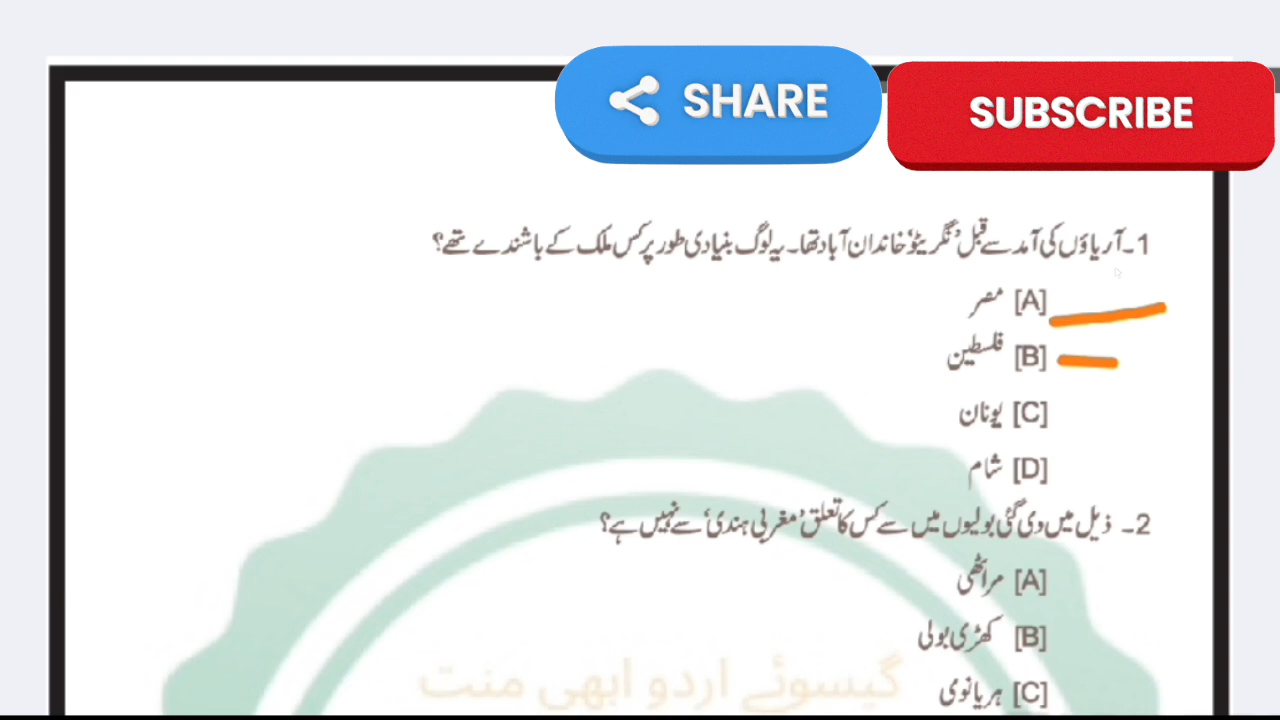 SHARE
SUBSCRIBE
1۔آریاؤں کی آمد سے قبل ’نگریٹو‘ خاندان آباد تھا۔ یہ لوگ بنیادی طور پر کس ملک کے باشندے تھے؟
[A] مصر
[B] فلسطین
[C] یونان
[D] شام
2۔ ذیل میں دی گئی بولیوں میں سے کس کا تعلق ’مغربی ہندی‘ سے نہیں ہے؟
[A] مراٹھی
[B] کھڑی بولی
[C] ہریانوی
گیسوئے اردو ابھی منت